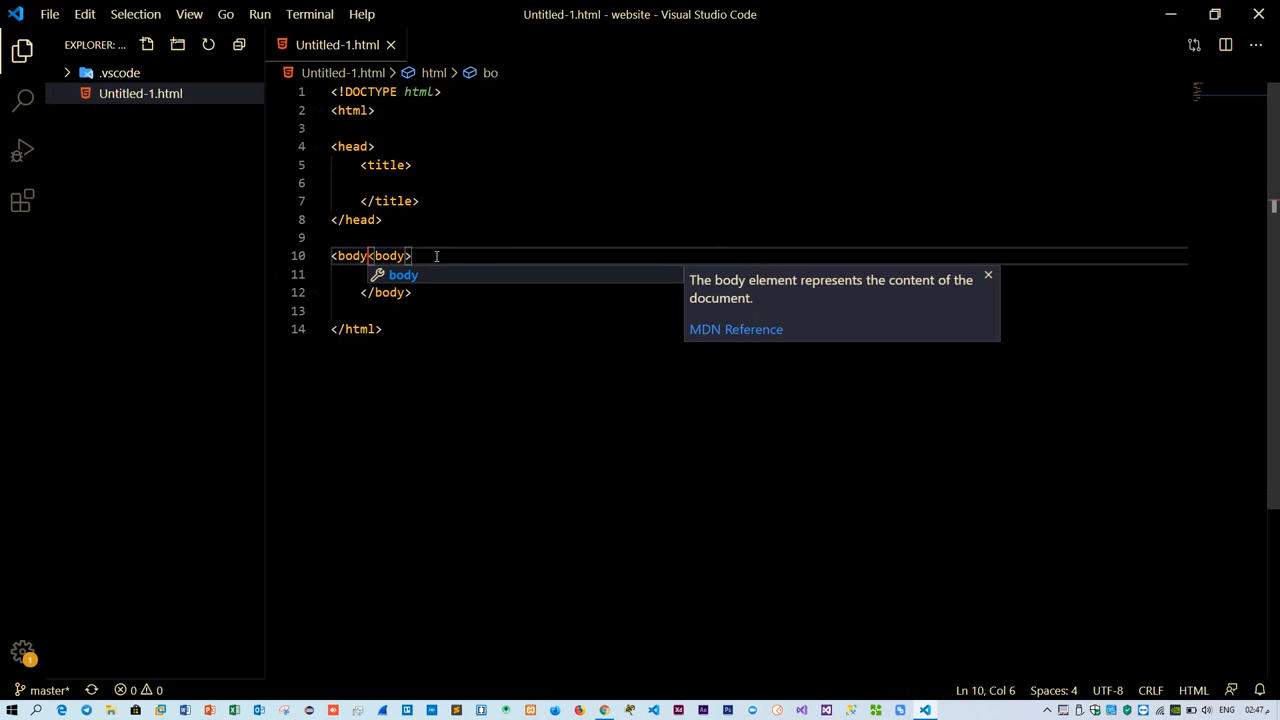 File Edit Selection View Go Run Terminal Help
Untitled-1.html - website - Visual Studio Code
EXPLORER: ...
.vscode
Untitled-1.html
Untitled-1.html
Untitled-1.html > html > bo
1 <!DOCTYPE html>
2 <html>
3
4 <head>
5 <title>
6
7 </title>
8 </head>
9
10 <body<body>
11
12 </body>
13
14 </html>
body
The body element represents the content of the
document.
MDN Reference
1
master* 0 0
Ln 10, Col 6 Spaces: 4 UTF-8 CRLF HTML
ENG 02:47 م